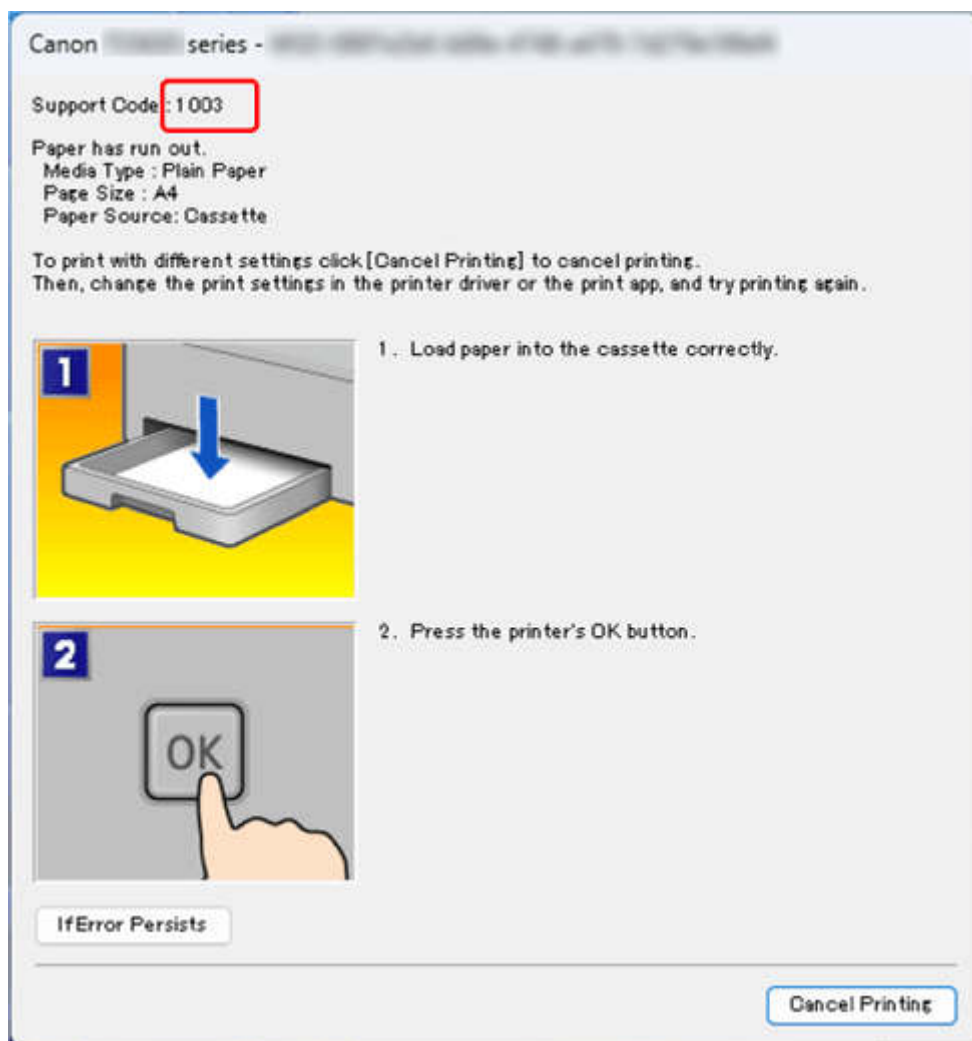 Canon series -
Support Code : 1003
Paper has run out.
Media Type : Plain Paper
Page Size : A4
Paper Source: Cassette
To print with different settings click [Cancel Printing] to cancel printing.
Then, change the print settings in the printer driver or the print app, and try printing again.
1
1. Load paper into the cassette correctly.
2
2. Press the printer's OK button.
OK
If Error Persists
Cancel Printing